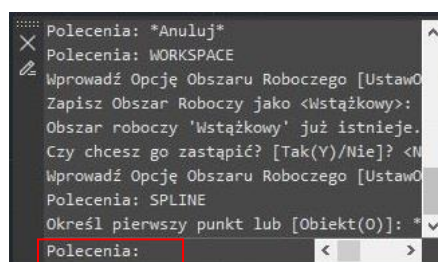 Polecenia: *Anuluj*
Polecenia: WORKSPACE
Wprowadź Opcję Obszaru Roboczego [UstawO
Zapisz Obszar Roboczy jako <Wstążkowy>:
Obszar roboczy 'Wstążkowy' już istnieje.
Czy chcesz go zastąpić? [Tak(Y)/Nie]? <N
Wprowadź Opcję Obszaru Roboczego [UstawO
Polecenia: SPLINE
Określ pierwszy punkt lub [Obiekt(O)]: *
Polecenia: